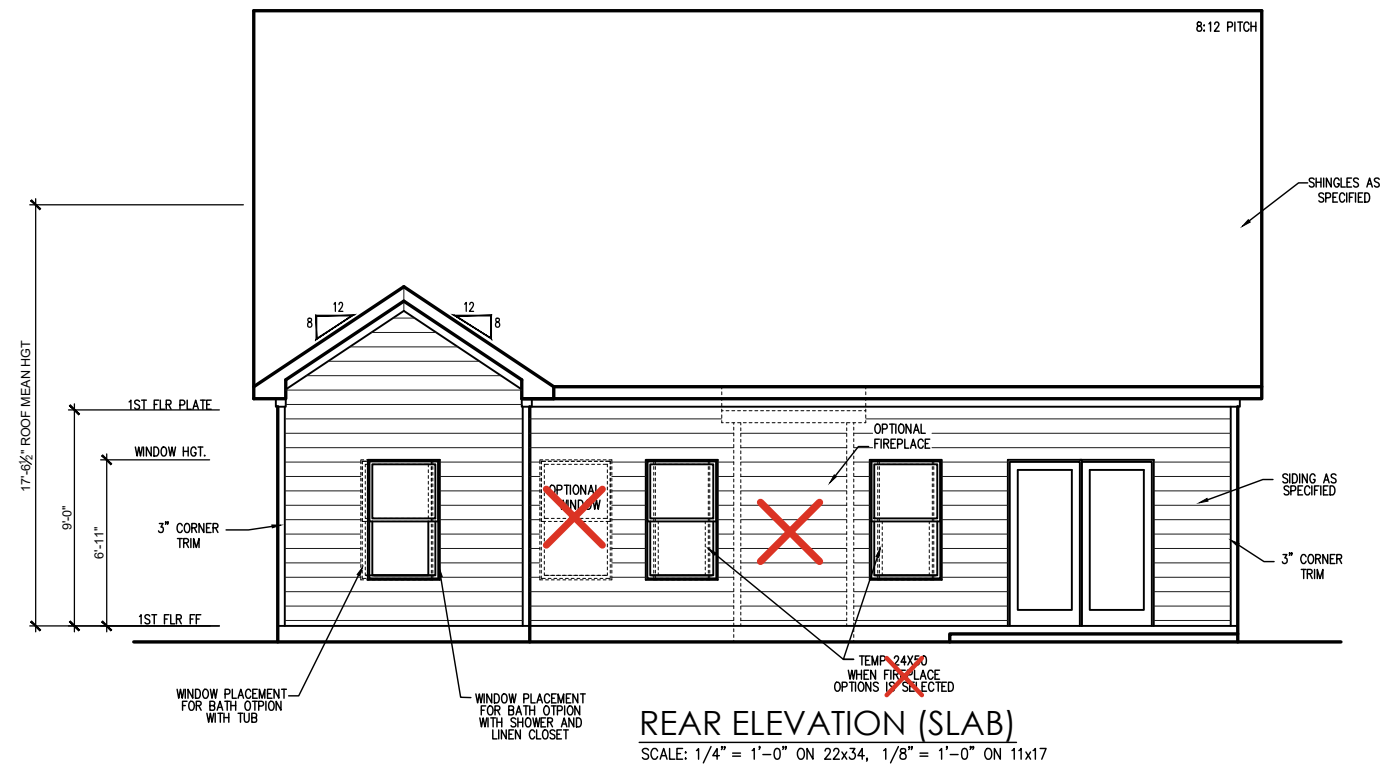 8:12 PITCH
SHINGLES AS
SPECIFIED
12
8
12
8
17'-6½" ROOF MEAN HGT
1ST FLR PLATE
WINDOW HGT.
9'-0"
6'-11"
3" CORNER
TRIM
1ST FLR FF
OPTIONAL
WINDOW
OPTIONAL
FIREPLACE
SIDING AS
SPECIFIED
3" CORNER
TRIM
TEMP 24X50
WHEN FIREPLACE
OPTIONS IS SELECTED
WINDOW PLACEMENT
FOR BATH OTPION
WITH TUB
WINDOW PLACEMENT
FOR BATH OTPION
WITH SHOWER AND
LINEN CLOSET
REAR ELEVATION (SLAB)
SCALE: 1/4" = 1'-0" ON 22x34, 1/8" = 1'-0" ON 11x17